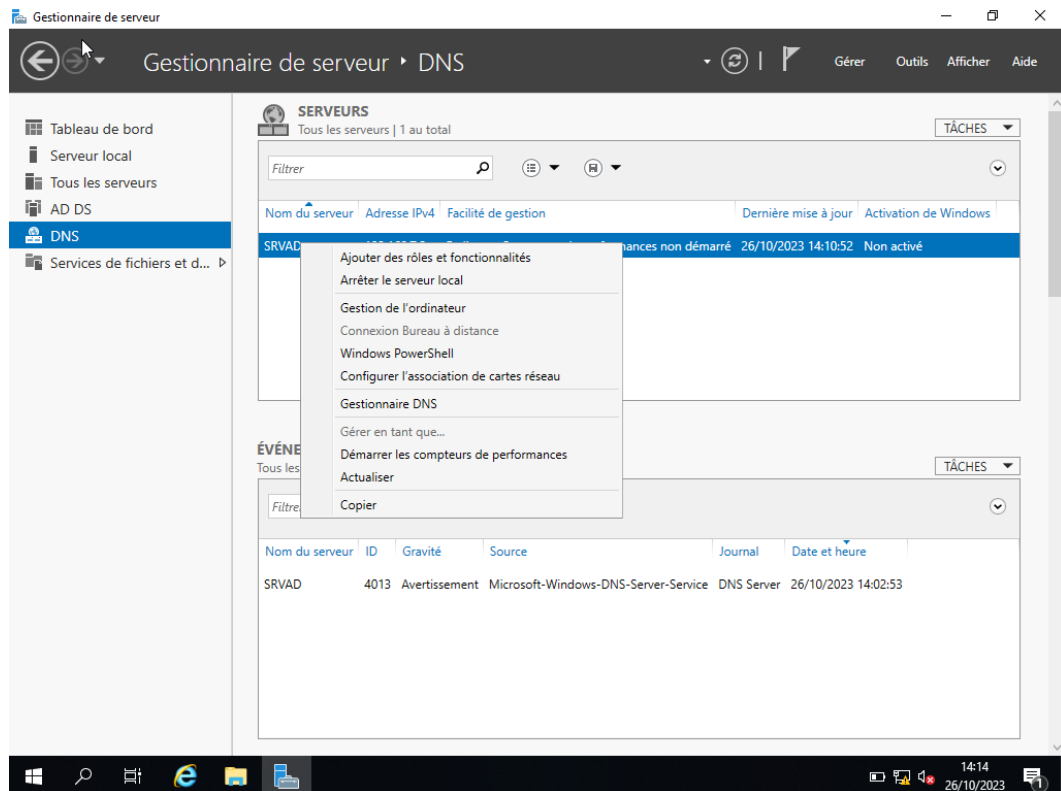 Gestionnaire de serveur
Gestionnaire de serveur ‣ DNS
Gérer Outils Afficher Aide
Tableau de bord
Serveur local
Tous les serveurs
AD DS
DNS
Services de fichiers et d...
SERVEURS
Tous les serveurs | 1 au total
TÂCHES
Filtrer
Nom du serveur Adresse IPv4 Facilité de gestion Dernière mise à jour Activation de Windows
SRVAD non démarré 26/10/2023 14:10:52 Non activé
Ajouter des rôles et fonctionnalités
Arrêter le serveur local
Gestion de l'ordinateur
Connexion Bureau à distance
Windows PowerShell
Configurer l'association de cartes réseau
Gestionnaire DNS
Gérer en tant que...
Démarrer les compteurs de performances
Actualiser
Copier
ÉVÉNE
Tous les
TÂCHES
Filtre
Nom du serveur ID Gravité Source Journal Date et heure
SRVAD 4013 Avertissement Microsoft-Windows-DNS-Server-Service DNS Server 26/10/2023 14:02:53
14:14
26/10/2023
1